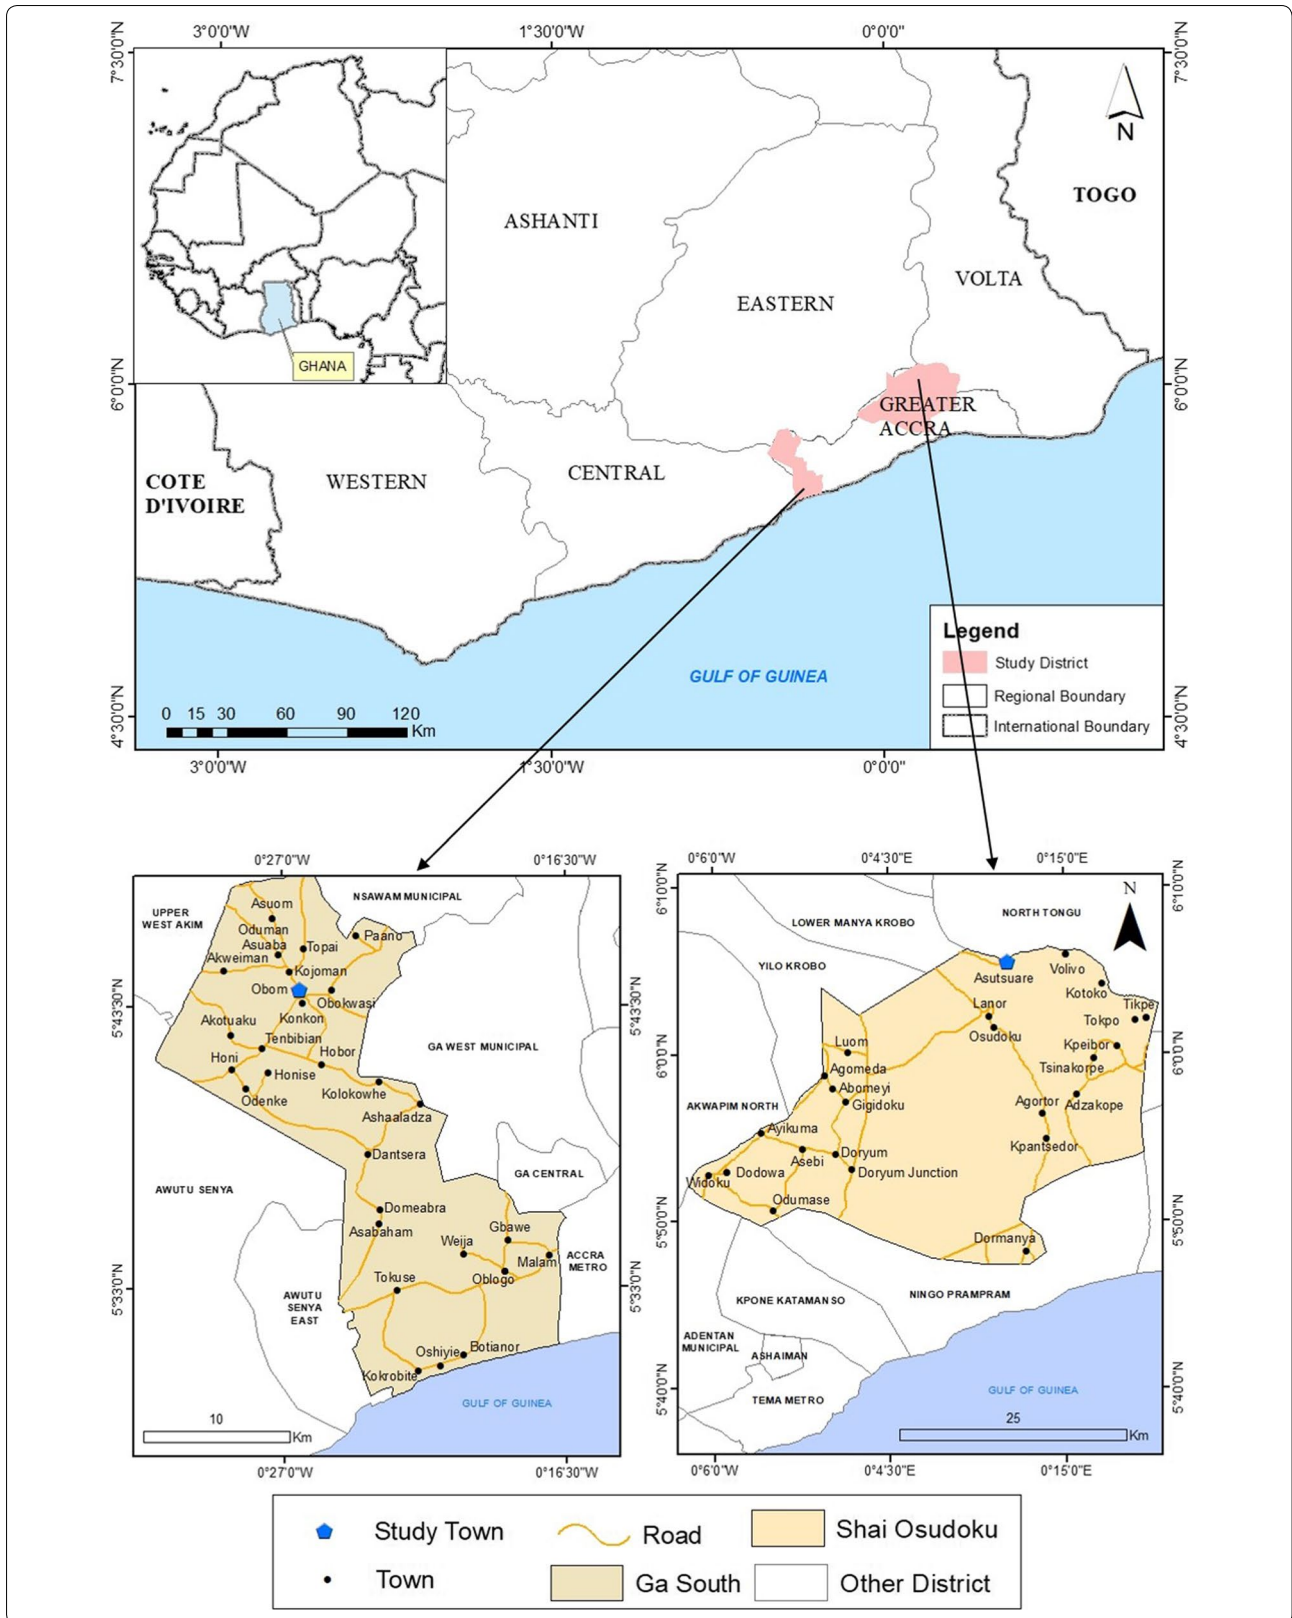 3°0'0"W
1°30'0"W
0°0'0"
7°30'0"N
7°30'0"N
N
TOGO
ASHANTI
VOLTA
EASTERN
GHANA
6°0'0"N
6°0'0"N
GREATER
ACCRA
CENTRAL
WESTERN
COTE
D'IVOIRE
Legend
Study District
Regional Boundary
International Boundary
GULF OF GUINEA
0 15 30 60 90 120
Km
4°30'0"N
4°30'0"N
3°0'0"W
1°30'0"W
0°0'0"
0°27'0"W
0°16'30"W
UPPER
WEST AKIM
NSAWAM MUNICIPAL
Asuom
Oduman
Asuaba
Topai
Paano
Akweiman
Kojoman
Obom
Obokwasi
Konkon
5°43'30"N
5°43'30"N
Akotuaku
Tenbibian
Hobor
GA WEST MUNICIPAL
Honi
Honise
Kolokowhe
Odenke
Ashaaladza
Dantsera
GA CENTRAL
AWUTU SENYA
Domeabra
Asabaham
Gbawe
Weija
Malam
ACCRA
METRO
Oblogo
Tokuse
5°33'0"N
5°33'0"N
AWUTU
SENYA
EAST
Oshiyie
Botianor
Kokrobite
GULF OF GUINEA
10
Km
0°27'0"W
0°16'30"W
0°6'0"W
0°4'30"E
0°15'0"E
6°10'0"N
6°10'0"N
N
LOWER MANYA KROBO
NORTH TONGU
YILO KROBO
Asutsuare
Volivo
Kotoko
Lanor
Tikpe
Tokpo
Osudoku
Luom
Kpeibor
6°0'0"N
6°0'0"N
Tsinakorpe
Agomeda
Abomeyi
AKWAPIM NORTH
Gigidoku
Agortor
Adzakope
Ayikuma
Kpantsedor
Asebi
Doryum
Widoku
Dodowa
Doryum Junction
Odumase
5°50'0"N
5°50'0"N
Dormanya
KPONE KATAMANSO
NINGO PRAMPRAM
ADENTAN
MUNICIPAL
ASHAIMAN
TEMA METRO
GULF OF GUINEA
5°40'0"N
5°40'0"N
25
Km
0°6'0"W
0°4'30"E
0°15'0"E
Study Town
Road
Shai Osudoku
Town
Ga South
Other District